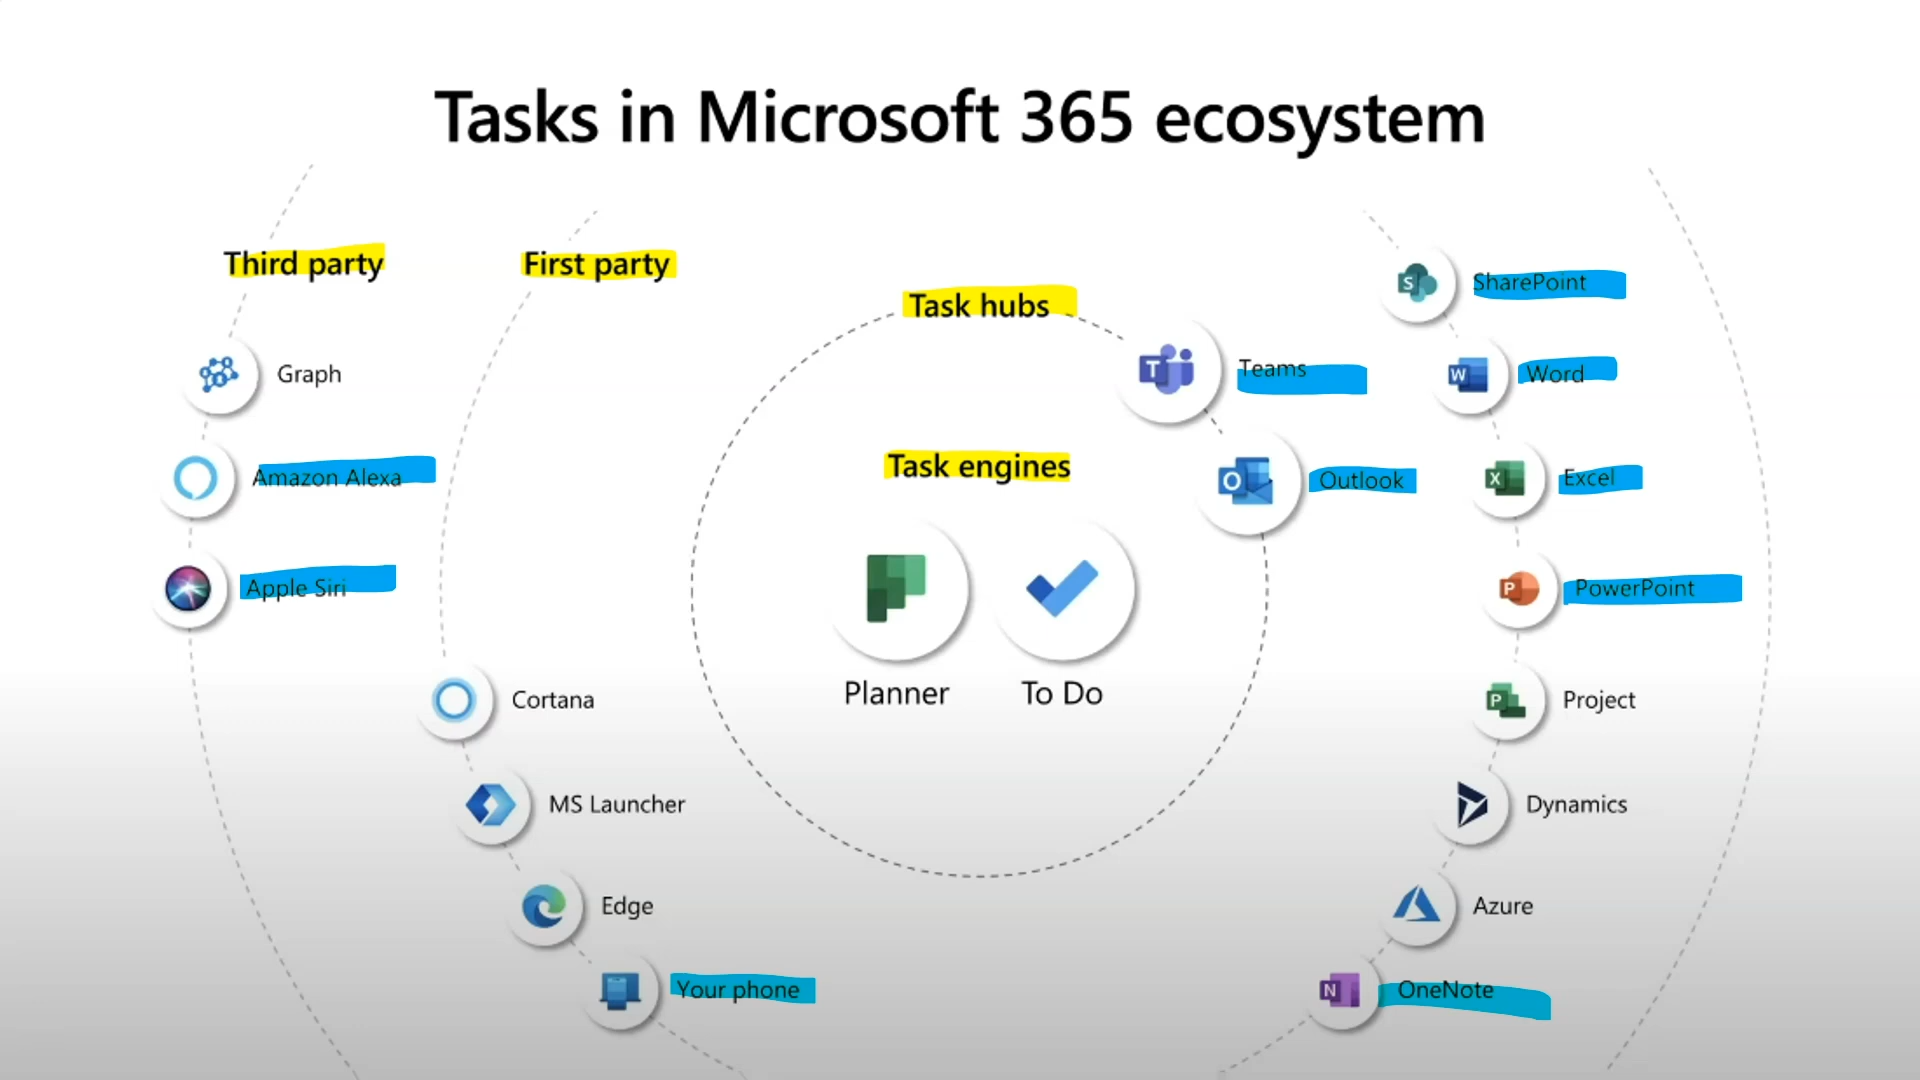 Tasks in Microsoft 365 ecosystem
Third party
First party
Task hubs
Task engines
Graph
Amazon Alexa
Apple Siri
Cortana
MS Launcher
Edge
Your phone
Planner
To Do
T
Teams
O
Outlook
S
SharePoint
W
Word
X
Excel
P
PowerPoint
P
Project
Dynamics
Azure
N
OneNote